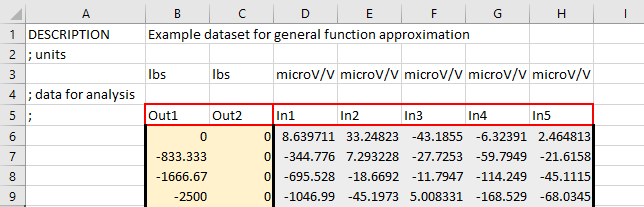 A B C D E F G H I
1 DESCRIPTION Example dataset for general function approximation
2 ; units
3 lbs lbs microV/V microV/V microV/V microV/V microV/V
4 ; data for analysis
5 ; Out1 Out2 In1 In2 In3 In4 In5
6 0 0 8.639711 33.24823 -43.1855 -6.32391 2.464813
7 -833.333 0 -344.776 7.293228 -27.7253 -59.7949 -21.6158
8 -1666.67 0 -695.528 -18.6692 -11.7947 -114.249 -45.1115
9 -2500 0 -1046.99 -45.1973 5.008331 -168.529 -68.0345